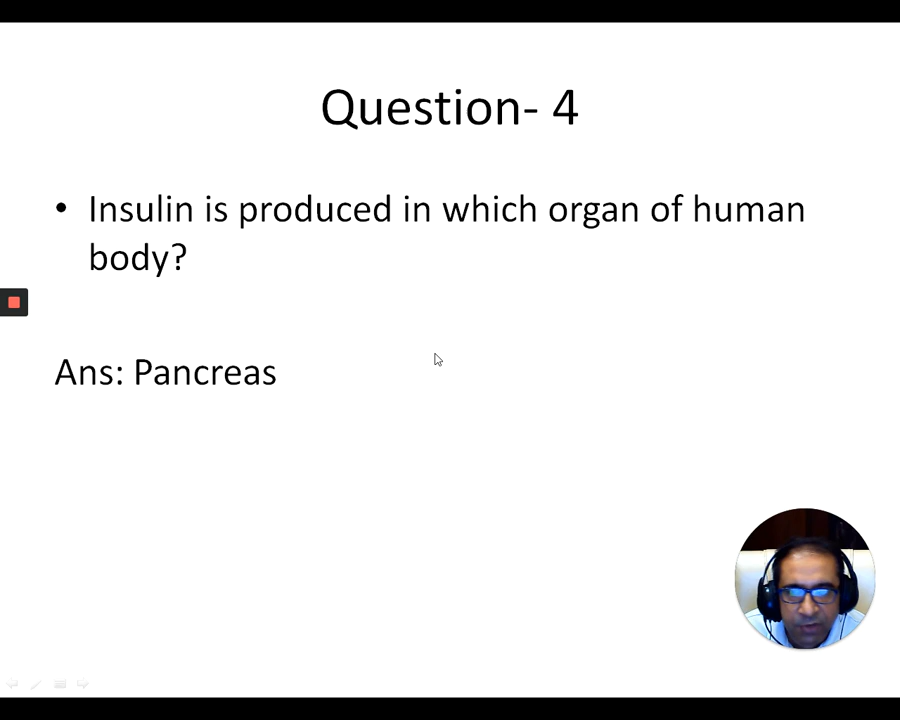 Question- 4
• Insulin is produced in which organ of human
body?
Ans: Pancreas